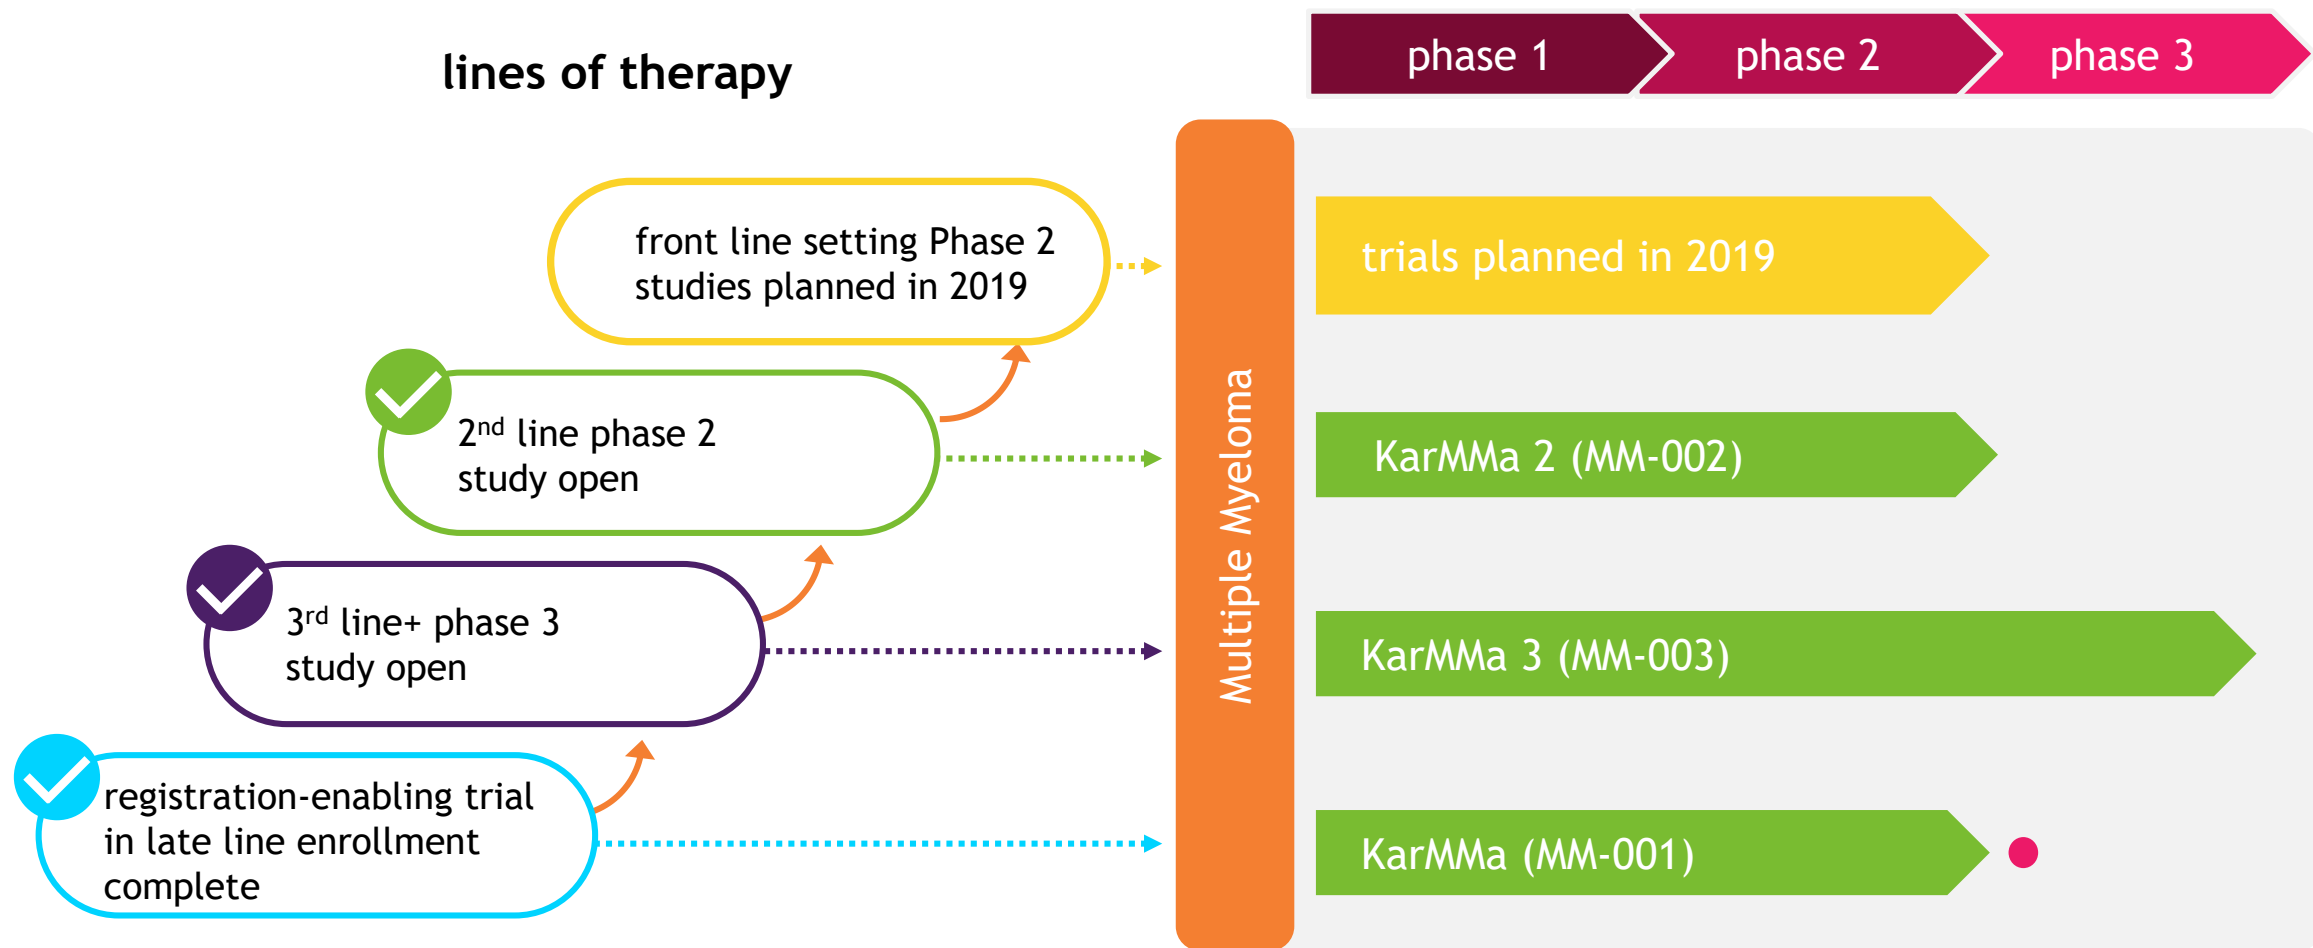 lines of therapy
phase 1
phase 2
phase 3
front line setting Phase 2
studies planned in 2019
2nd line phase 2
study open
3rd line+ phase 3
study open
registration-enabling trial
in late line enrollment
complete
Multiple Myeloma
trials planned in 2019
KarMMa 2 (MM-002)
KarMMa 3 (MM-003)
KarMMa (MM-001)